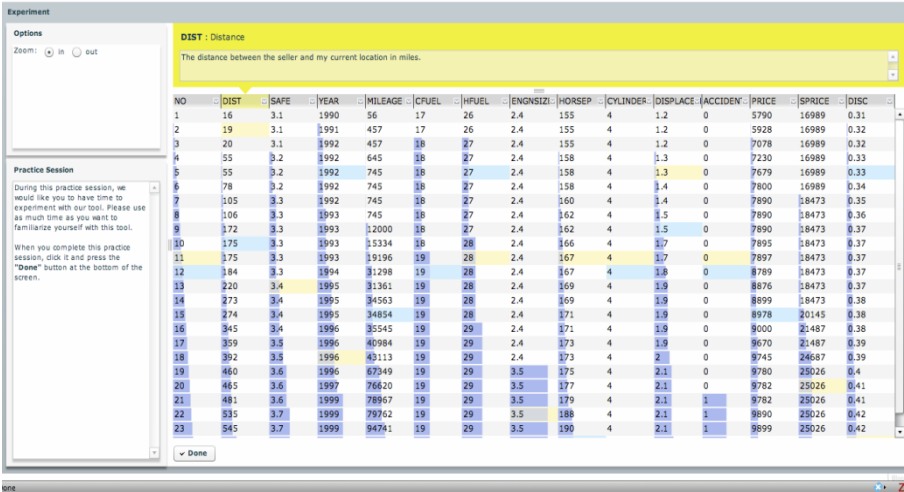 Experiment
Options
Zoom: in out
DIST : Distance
The distance between the seller and my current location in miles.
NO DIST SAFE YEAR MILEAGE CFUEL HFUEL ENGNSIZI HORSEP CYLINDER DISPLACE ACCIDEN PRICE SPRICE DISC
1 16 3.1 1990 56 17 26 2.4 155 4 1.2 0 5790 16989 0.31
2 19 3.1 1991 457 17 26 2.4 155 4 1.2 0 5928 16989 0.32
3 20 3.1 1992 457 18 27 2.4 155 4 1.2 0 7078 16989 0.32
4 55 3.2 1992 645 18 27 2.4 158 4 1.3 0 7230 16989 0.33
5 55 3.2 1992 745 18 27 2.4 158 4 1.3 0 7679 16989 0.33
6 78 3.2 1992 745 18 27 2.4 158 4 1.4 0 7800 16989 0.34
7 105 3.3 1992 745 18 27 2.4 160 4 1.4 0 7890 18473 0.35
8 106 3.3 1993 745 18 27 2.4 162 4 1.5 0 7890 18473 0.36
9 172 3.3 1993 12000 18 27 2.4 162 4 1.5 0 7890 18473 0.37
10 175 3.3 1993 15334 18 28 2.4 166 4 1.7 0 7895 18473 0.37
11 175 3.3 1993 19196 19 28 2.4 167 4 1.7 0 7897 18473 0.37
12 184 3.3 1994 31298 19 28 2.4 167 4 1.8 0 8789 18473 0.37
13 220 3.4 1995 31361 19 28 2.4 169 4 1.9 0 8876 18473 0.37
14 273 3.4 1995 34563 19 28 2.4 169 4 1.9 0 8899 18473 0.38
15 274 3.4 1995 34854 19 28 2.4 171 4 1.9 0 8978 20145 0.38
16 345 3.4 1996 35545 19 29 2.4 171 4 1.9 0 9000 21487 0.38
17 359 3.5 1996 40984 19 29 2.4 173 4 1.9 0 9670 21487 0.39
18 392 3.5 1996 43113 19 29 2.4 173 4 2 0 9745 24687 0.39
19 460 3.6 1996 67349 19 29 3.5 175 4 2.1 0 9780 25026 0.4
20 465 3.6 1997 76620 19 29 3.5 177 4 2.1 0 9782 25026 0.41
21 481 3.6 1999 78967 19 29 3.5 179 4 2.1 1 9782 25026 0.41
22 535 3.7 1999 79762 19 29 3.5 188 4 2.1 1 9890 25026 0.42
23 545 3.7 1999 94741 19 29 3.5 190 4 2.1 1 9899 25026 0.42
Practice Session
During this practice session, we
would like you to have time to
experiment with our tool. Please use
as much time as you want to
familiarize yourself with this tool.
When you complete this practice
session, click it and press the
"Done" button at the bottom of the
screen.
Done